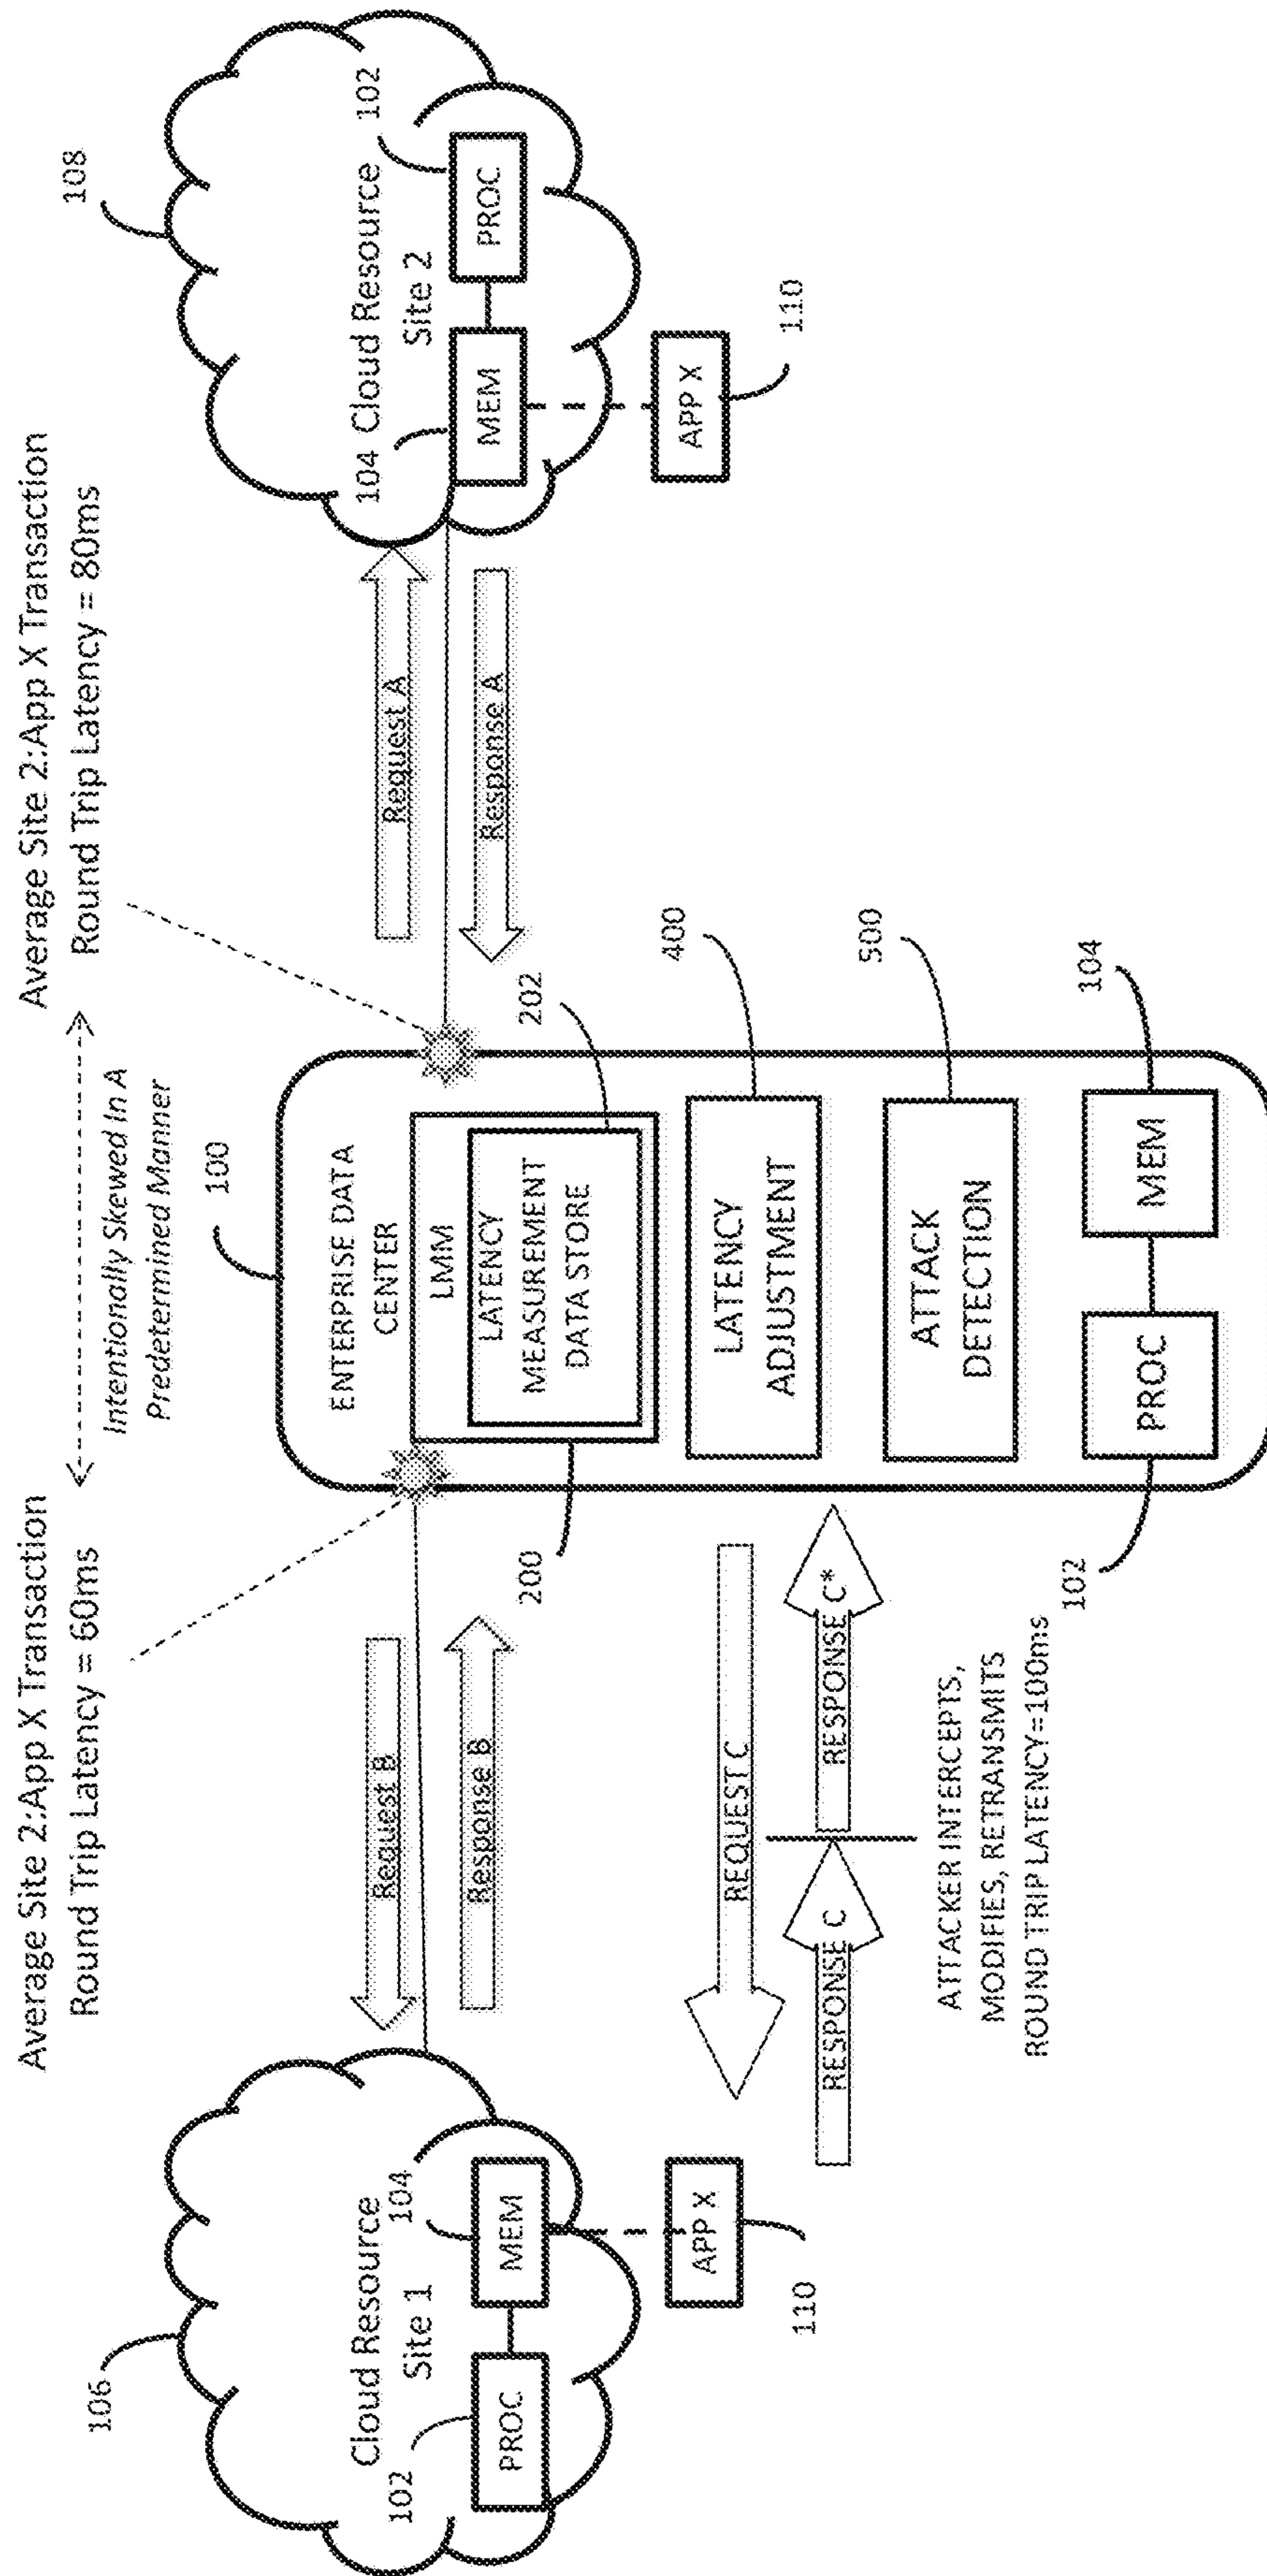 Average Site 2:App X Transaction
Round Trip Latency = 60ms
Intentionally Skewed In A
Predetermined Manner
Average Site 2:App X Transaction
Round Trip Latency = 80ms
106
Cloud Resource
Site 1
104
102
PROC
MEM
APP X
110
Request B
Response B
REQUEST C
RESPONSE C
RESPONSE C*
ATTACKER INTERCEPTS,
MODIFIES, RETRANSMITS
ROUND TRIP LATENCY=100ms
100
ENTERPRISE DATA
CENTER
LMM
LATENCY
MEASUREMENT
DATA STORE
200
202
LATENCY
ADJUSTMENT
400
ATTACK
DETECTION
500
PROC
MEM
102
104
Request A
Response A
108
104 Cloud Resource 102
Site 2
MEM
PROC
APP X
110